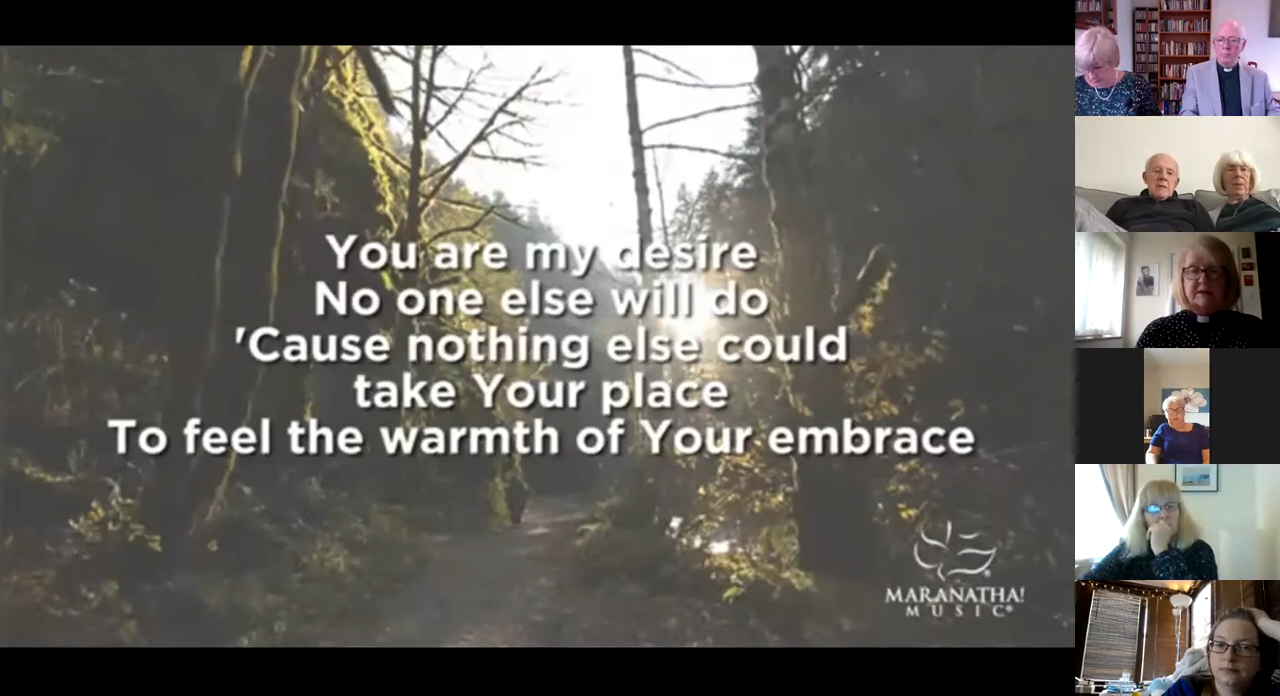 You are my desire
No one else will do
'Cause nothing else could
take Your place
To feel the warmth of Your embrace
MARANATHA!
MUSIC®